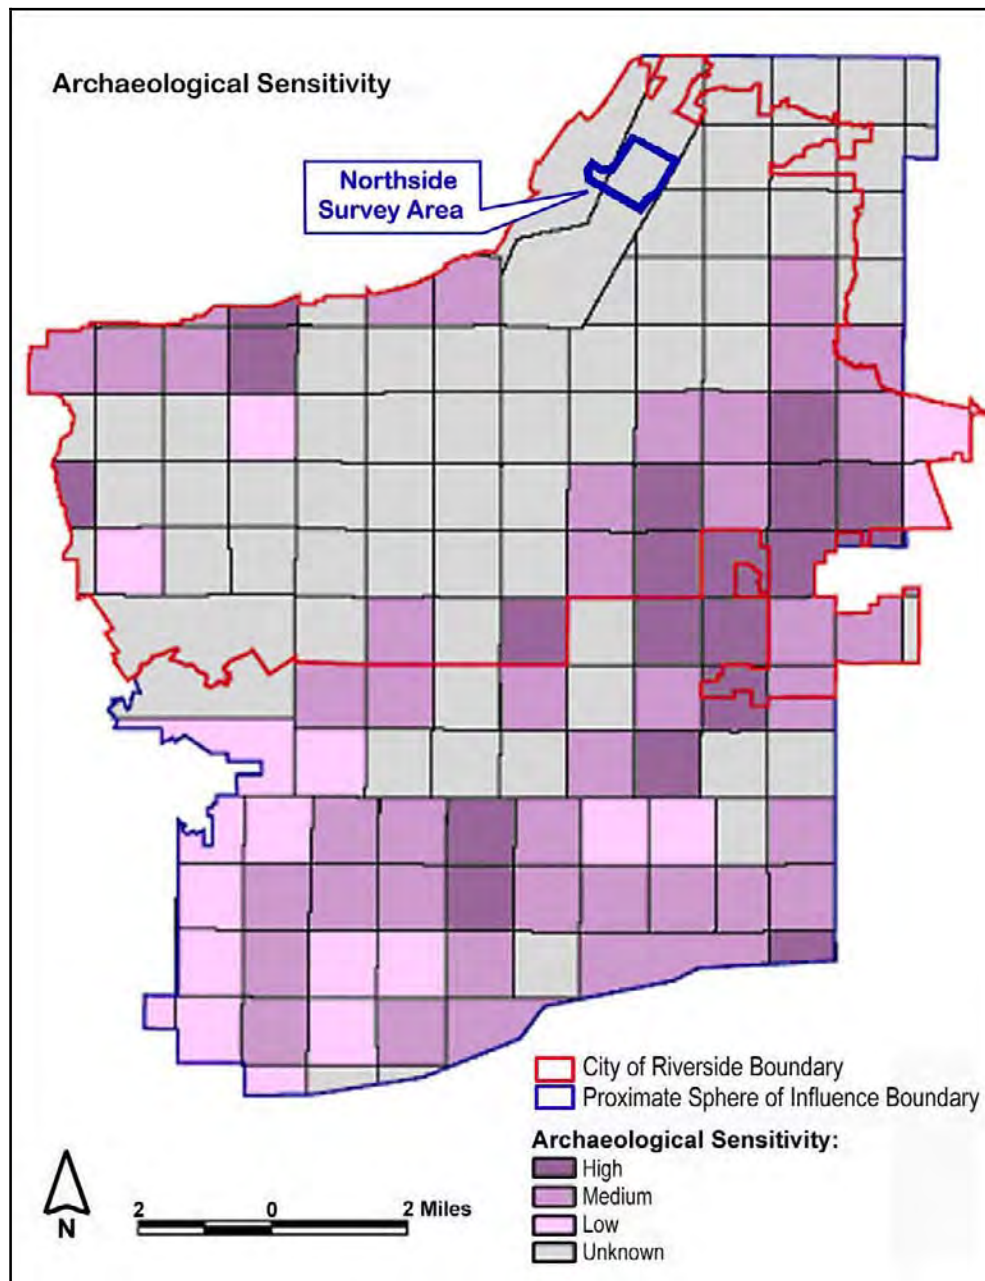 Archaeological Sensitivity
Northside
Survey Area
City of Riverside Boundary
Proximate Sphere of Influence Boundary
Archaeological Sensitivity:
High
Medium
Low
Unknown
N
2 0 2 Miles